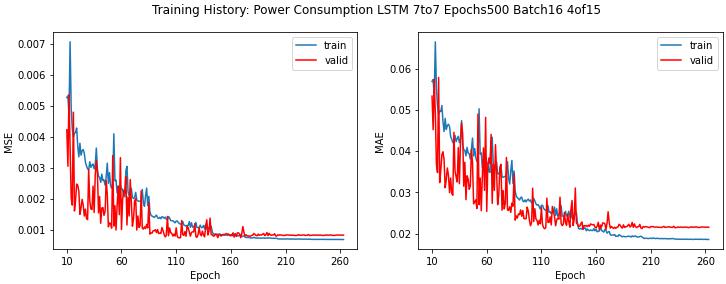 Training History: Power Consumption LSTM 7to7 Epochs500 Batch16 4of15
MSE
0.007
0.006
0.005
0.004
0.003
0.002
0.001
train
valid
10 60 110 160 210 260
Epoch
MAE
0.06
0.05
0.04
0.03
0.02
train
valid
10 60 110 160 210 260
Epoch